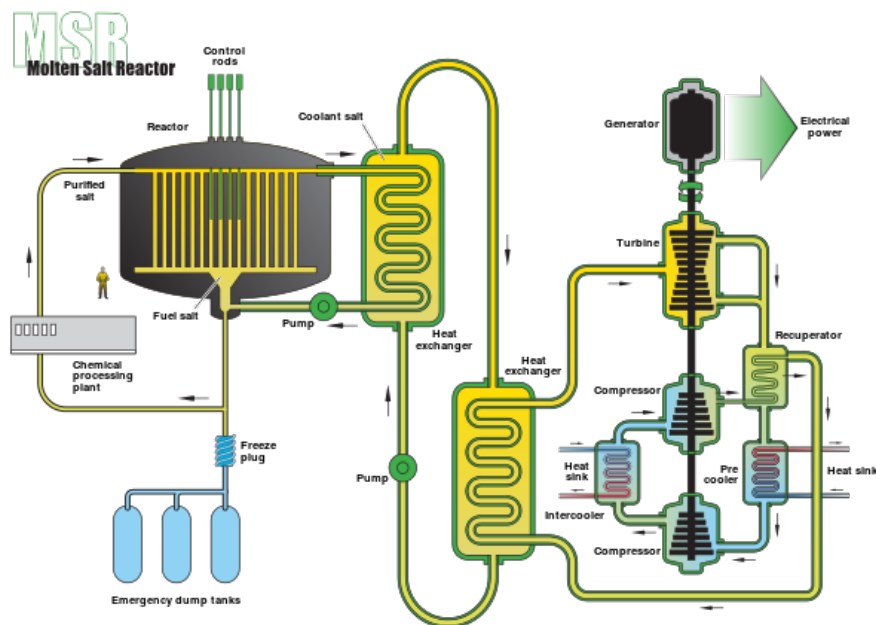 MSR
Molten Salt Reactor
Control
rods
Reactor
Coolant salt
Generator
Electrical
power
Purified
salt
Turbine
Fuel salt
Pump
Heat
exchanger
Recuperator
Heat
exchanger
Chemical
processing
plant
Compressor
Freeze
plug
Pump
Heat
sink
Pre
cooler
Heat sink
Intercooler
Compressor
Emergency dump tanks